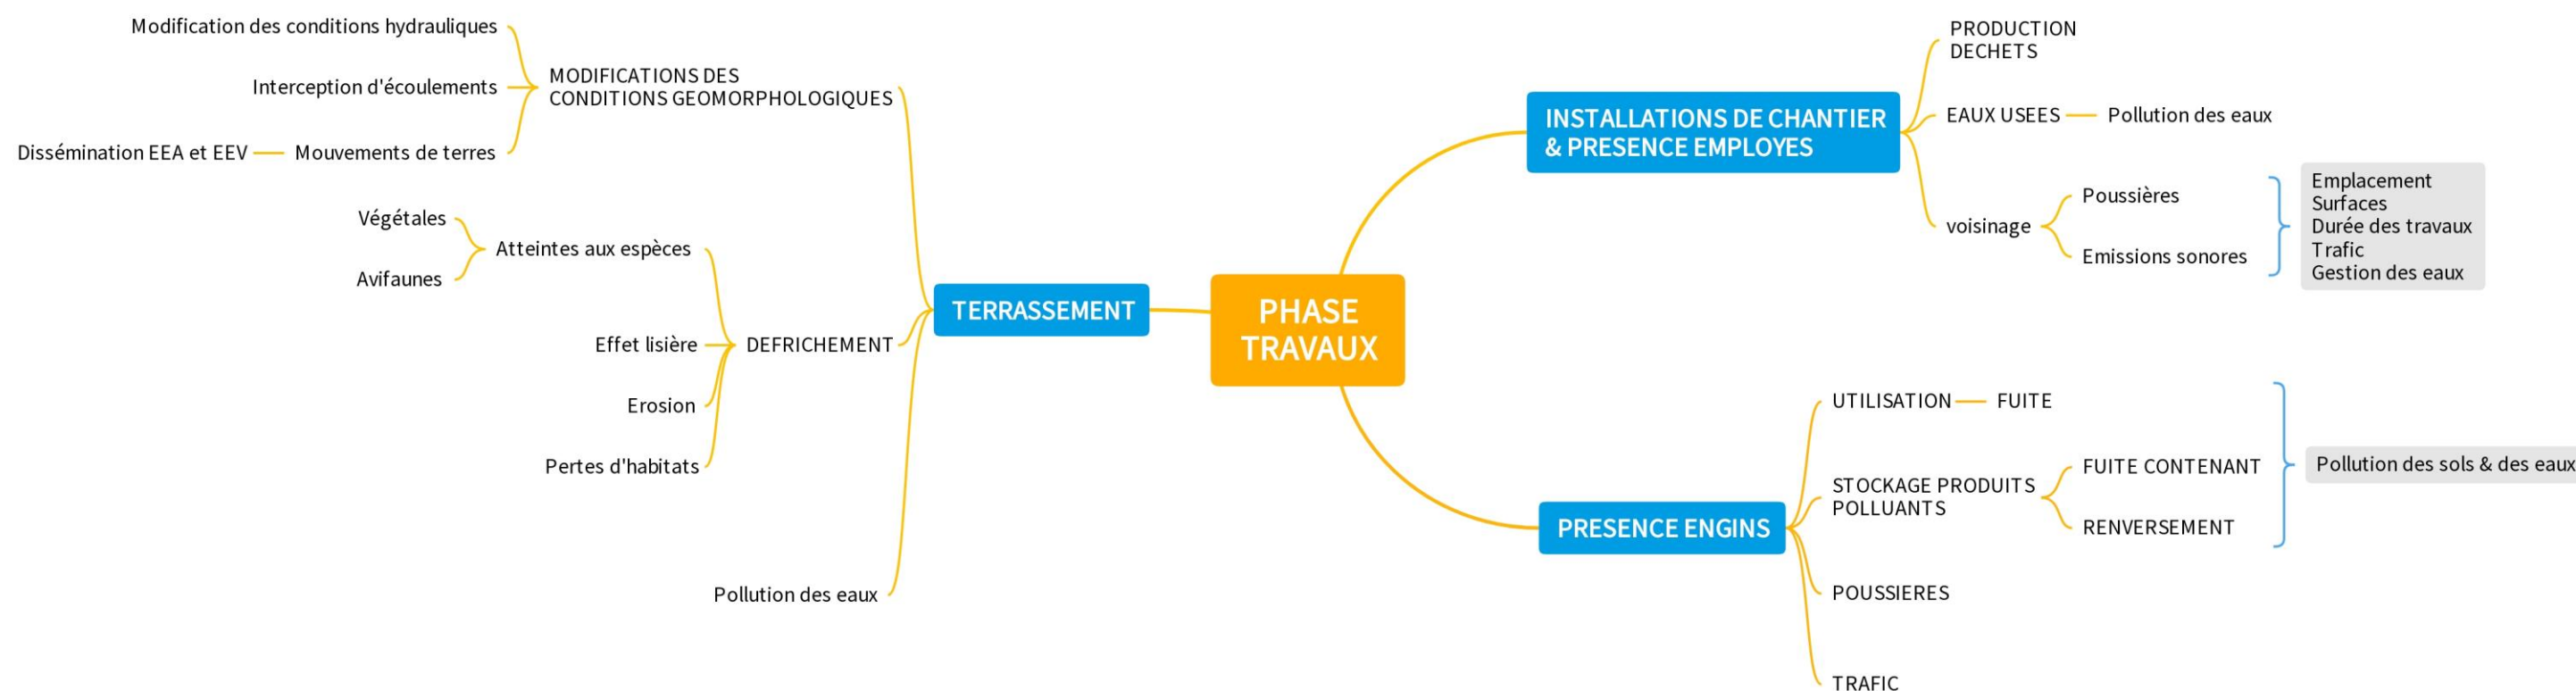 PHASE
TRAVAUX
INSTALLATIONS DE CHANTIER
& PRESENCE EMPLOYES
PRODUCTION
DECHETS
EAUX USEES
Pollution des eaux
voisinage
Poussières
Emissions sonores
Emplacement
Surfaces
Durée des travaux
Trafic
Gestion des eaux
PRESENCE ENGINS
UTILISATION
FUITE
STOCKAGE PRODUITS
POLLUANTS
FUITE CONTENANT
RENVERSEMENT
Pollution des sols & des eaux
POUSSIERES
TRAFIC
TERRASSEMENT
MODIFICATIONS DES
CONDITIONS GEOMORPHOLOGIQUES
Modification des conditions hydrauliques
Interception d'écoulements
Mouvements de terres
Dissémination EEA et EEV
DEFRICHEMENT
Atteintes aux espèces
Végétales
Avifaunes
Effet lisière
Erosion
Pertes d'habitats
Pollution des eaux